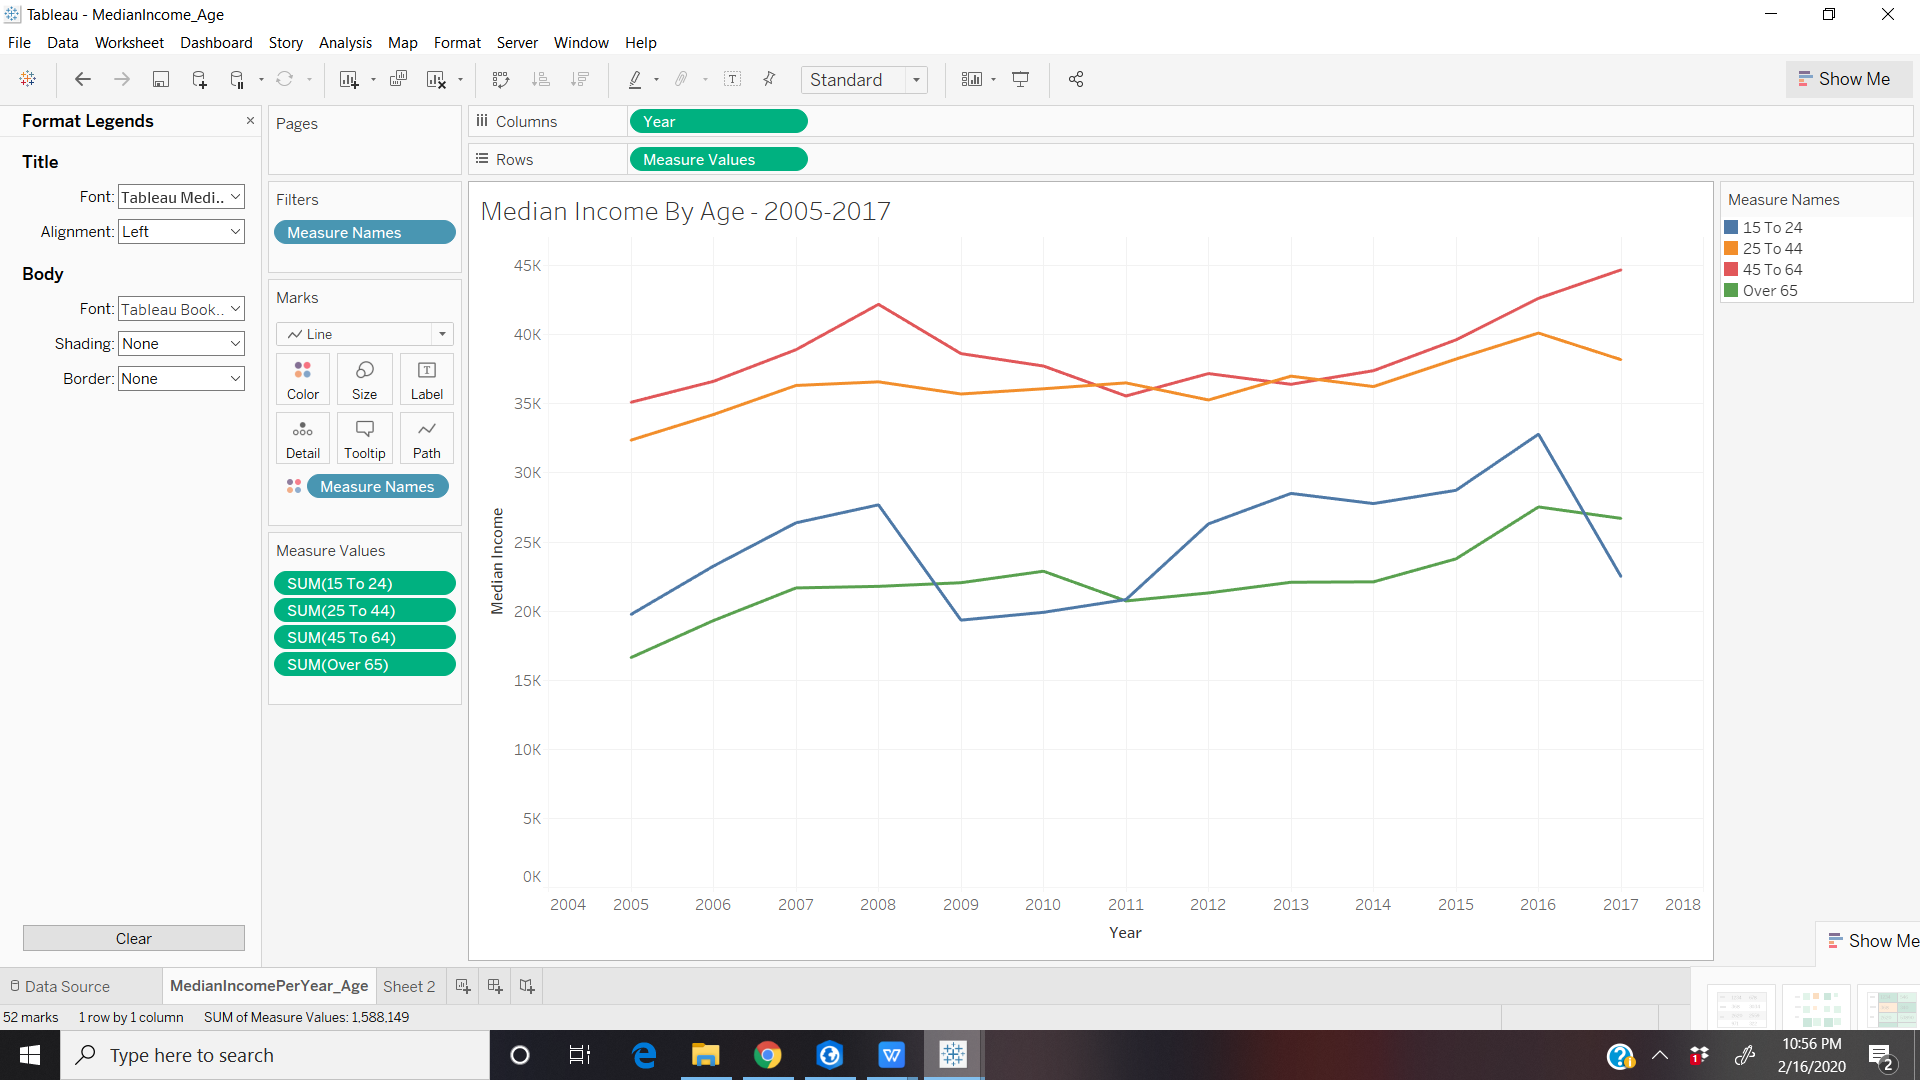 Tableau - MedianIncome_Age
File Data Worksheet Dashboard Story Analysis Map Format Server Window Help
Standard
Show Me
Format Legends
Title
Font: Tableau Medi..
Alignment: Left
Body
Font: Tableau Book..
Shading: None
Border: None
Clear
Pages
Filters
Measure Names
Marks
Line
Color Size Label
Detail Tooltip Path
Measure Names
Measure Values
SUM(15 To 24)
SUM(25 To 44)
SUM(45 To 64)
SUM(Over 65)
Columns Year
Rows Measure Values
Median Income By Age - 2005-2017
45K
40K
35K
30K
25K
20K
15K
10K
5K
0K
Median Income
2004 2005 2006 2007 2008 2009 2010 2011 2012 2013 2014 2015 2016 2017 2018
Year
Measure Names
15 To 24
25 To 44
45 To 64
Over 65
Show Me
Data Source MedianIncomePerYear_Age Sheet 2
52 marks 1 row by 1 column SUM of Measure Values: 1,588,149
Type here to search
1
10:56 PM
2/16/2020
2